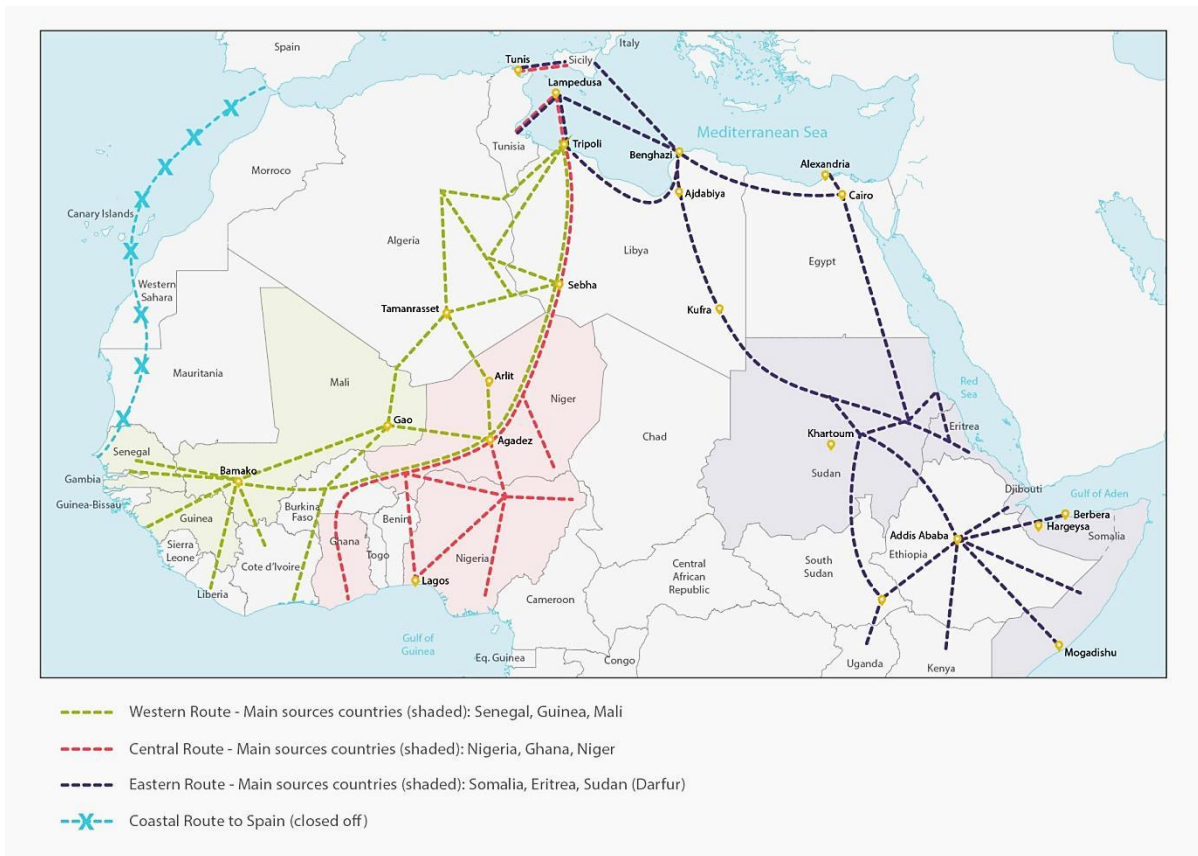 Spain
Italy
Tunis
Sicily
Lampedusa
Mediterranean Sea
Tunisia
Tripoli
Benghazi
Alexandria
Morocco
Ajdabiya
Cairo
Canary Islands
Algeria
Libya
Egypt
Western
Sahara
Sebha
Tamanrasset
Kufra
Mauritania
Mali
Arlit
Niger
Red
Sea
Gao
Agadez
Chad
Khartoum
Eritrea
Senegal
Sudan
Gambia
Bamako
Djibouti
Gulf of Aden
Guinea-Bissau
Burkina
Faso
Guinea
Benin
Berbera
Hargeysa
Somalia
Sierra
Leone
Ghana
Togo
Nigeria
Addis Ababa
Ethiopia
Cote d'Ivoire
Lagos
Central
African
Republic
South
Sudan
Liberia
Cameroon
Gulf of
Guinea
Eq. Guinea
Congo
Uganda
Kenya
Mogadishu
Western Route - Main sources countries (shaded): Senegal, Guinea, Mali
Central Route - Main sources countries (shaded): Nigeria, Ghana, Niger
Eastern Route - Main sources countries (shaded): Somalia, Eritrea, Sudan (Darfur)
Coastal Route to Spain (closed off)